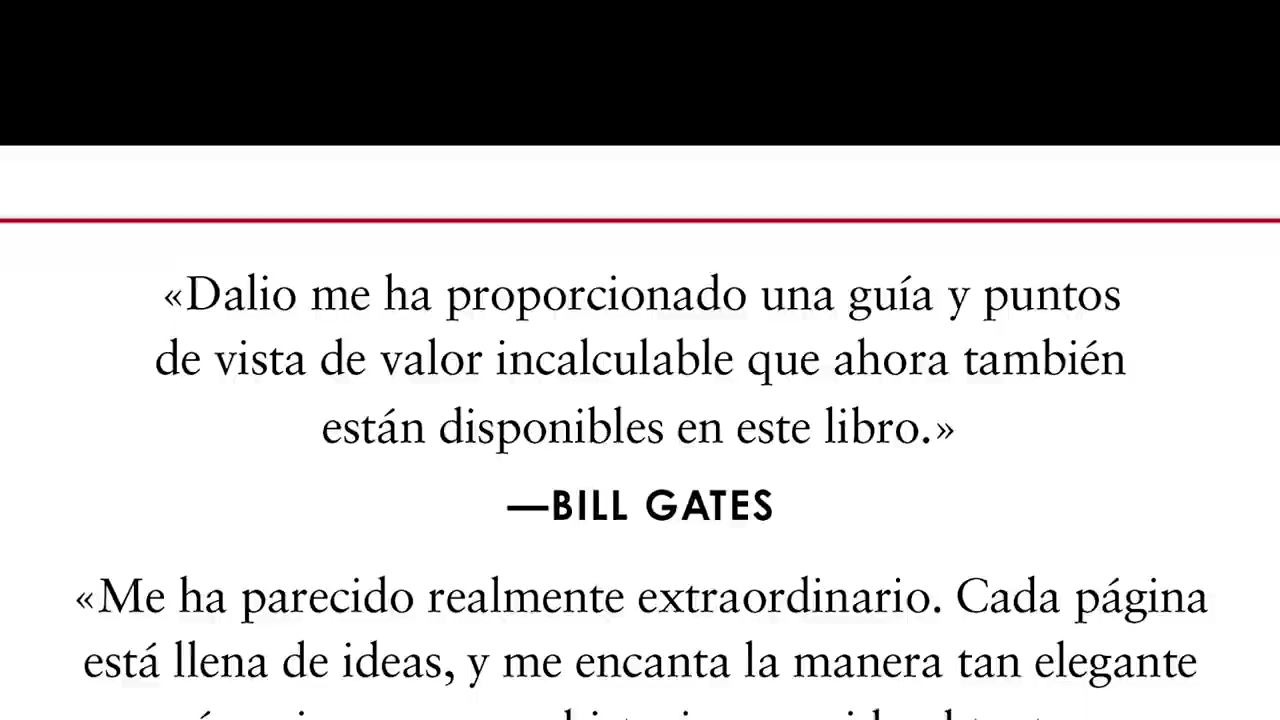 «Dalio me ha proporcionado una guía y puntos
de vista de valor incalculable que ahora también
están disponibles en este libro.»
—BILL GATES
«Me ha parecido realmente extraordinario. Cada página
está llena de ideas, y me encanta la manera tan elegante